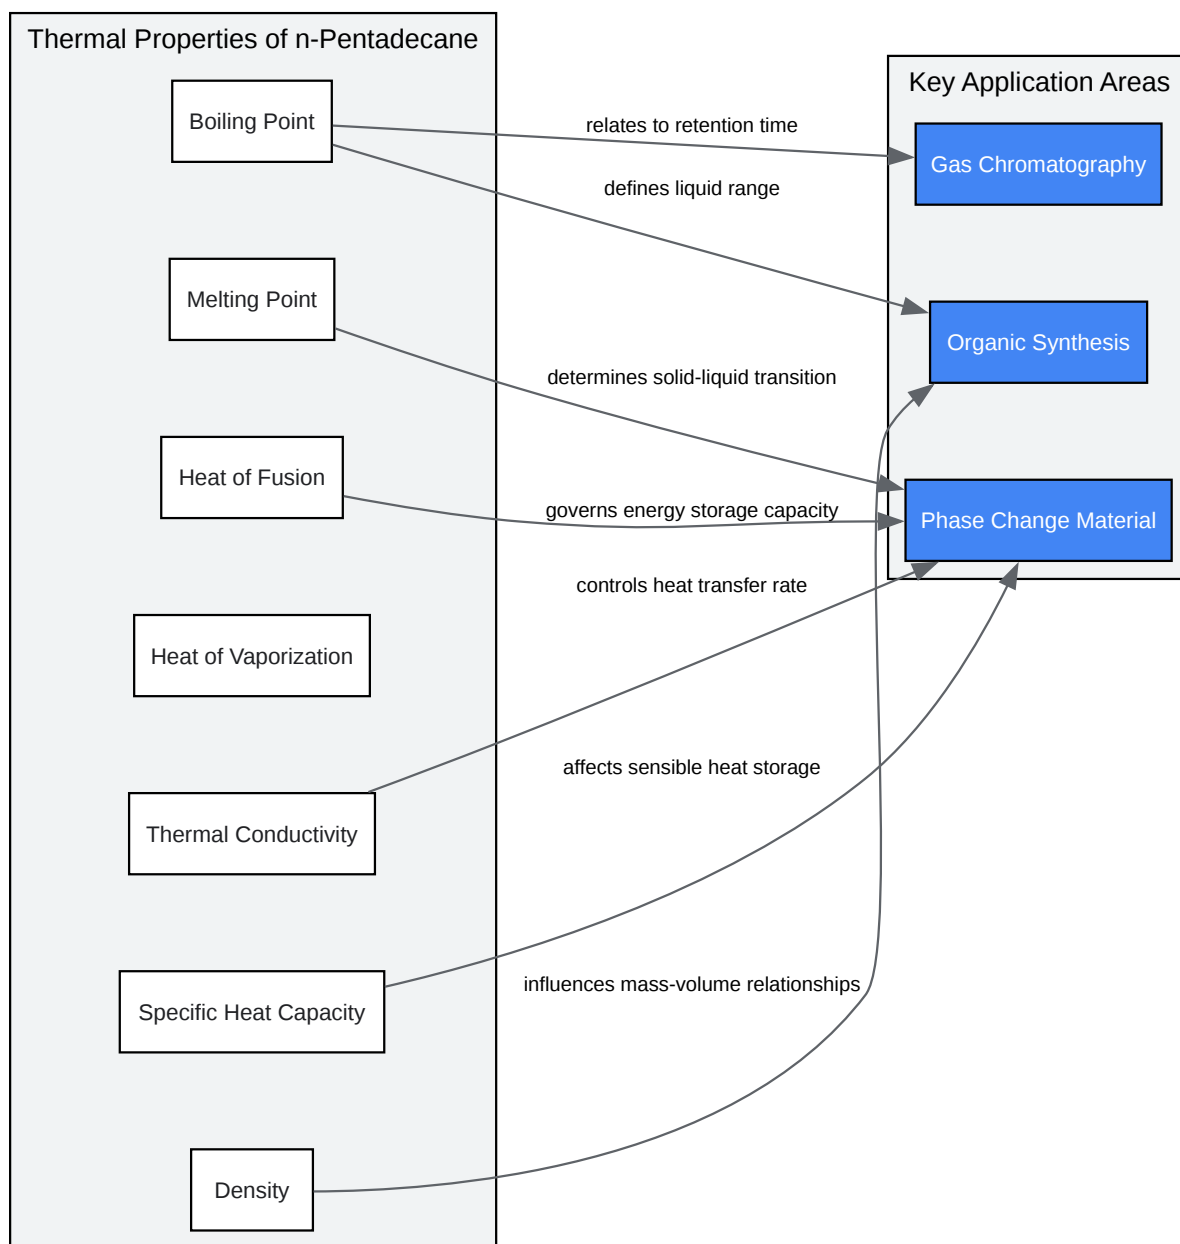 Thermal Properties of n-Pentadecane
Boiling Point
Melting Point
Heat of Fusion
Heat of Vaporization
Thermal Conductivity
Specific Heat Capacity
Density
relates to retention time
defines liquid range
determines solid-liquid transition
governs energy storage capacity
controls heat transfer rate
affects sensible heat storage
influences mass-volume relationships
Key Application Areas
Gas Chromatography
Organic Synthesis
Phase Change Material